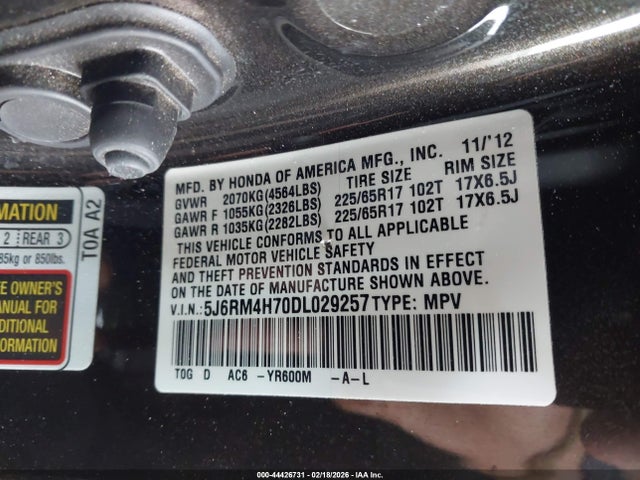 MFD. BY HONDA OF AMERICA MFG., INC. 11/'12
GVWR 2070KG(4564LBS) TIRE SIZE RIM SIZE
GAWR F 1055KG(2326LBS) 225/65R17 102T 17X6.5J
GAWR R 1035KG(2282LBS) 225/65R17 102T 17X6.5J
THIS VEHICLE CONFORMS TO ALL APPLICABLE
FEDERAL MOTOR VEHICLE SAFETY
AND THEFT PREVENTION STANDARDS IN EFFECT
ON THE DATE OF MANUFACTURE SHOWN ABOVE.
V.I.N.: 5J6RM4H70DL029257 TYPE: MPV
T0G D AC6 -YR600M -A-L
T0A A2
MATION
2 REAR 3
85kg or 850lbs.
OWNER'S
MANUAL FOR
DITIONAL
ORMATION
000-44426731 - 02/18/2026 - IAA Inc.